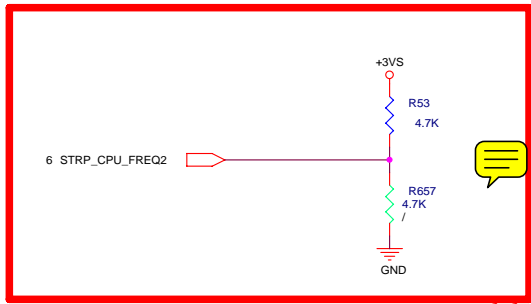 +3VS
R53
4.7K
6 STRP_CPU_FREQ2
R657
4.7K
/
GND